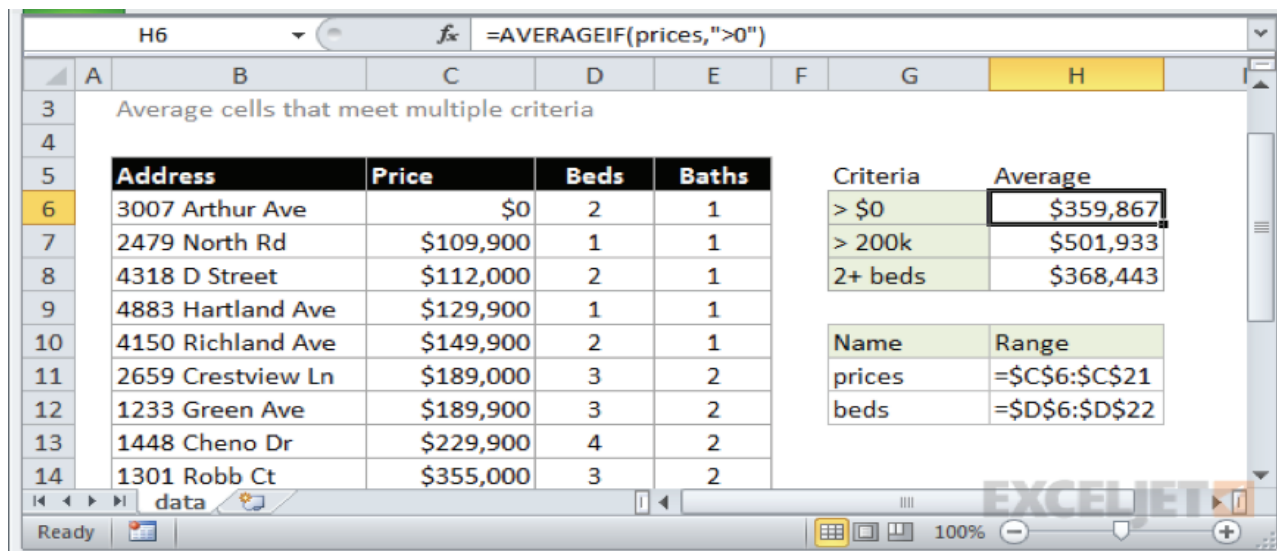 H6 fx =AVERAGEIF(prices,">0")
A B C D E F G H I
3 Average cells that meet multiple criteria
4
5 Address Price Beds Baths Criteria Average
6 3007 Arthur Ave $0 2 1 > $0 $359,867
7 2479 North Rd $109,900 1 1 > 200k $501,933
8 4318 D Street $112,000 2 1 2+ beds $368,443
9 4883 Hartland Ave $129,900 1 1
10 4150 Richland Ave $149,900 2 1 Name Range
11 2659 Crestview Ln $189,000 3 2 prices =$C$6:$C$21
12 1233 Green Ave $189,900 3 2 beds =$D$6:$D$22
13 1448 Cheno Dr $229,900 4 2
14 1301 Robb Ct $355,000 3 2
data
EXCELJET
Ready 100%